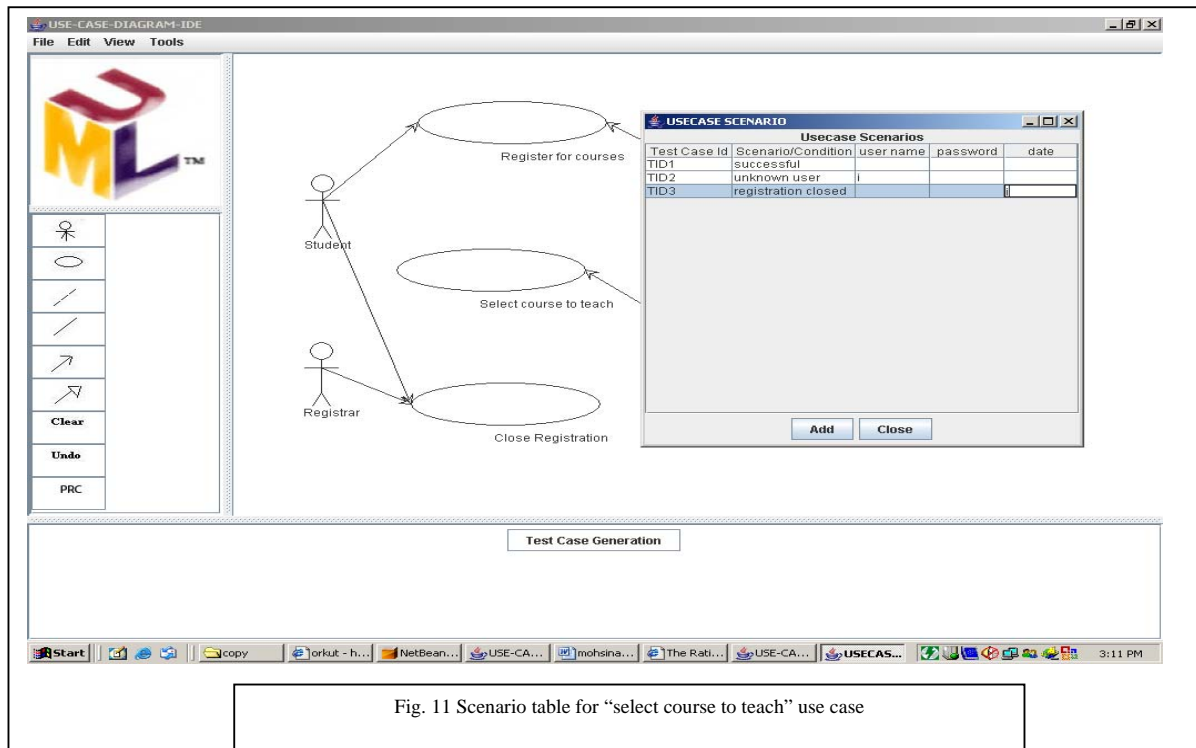 USE-CASE-DIAGRAM-IDE
File Edit View Tools
UML TM
Register for courses
Student
Select course to teach
Registrar
Close Registration
USECASE SCENARIO
Usecase Scenarios
Test Case Id Scenario/Condition user name password date
TID1 successful
TID2 unknown user i
TID3 registration closed i
Add Close
Clear
Undo
PRC
Test Case Generation
Start copy orkut - h... NetBean... USE-CA... mohsina... The Rati... USE-CA... USECAS... 3:11 PM
Fig. 11 Scenario table for “select course to teach” use case